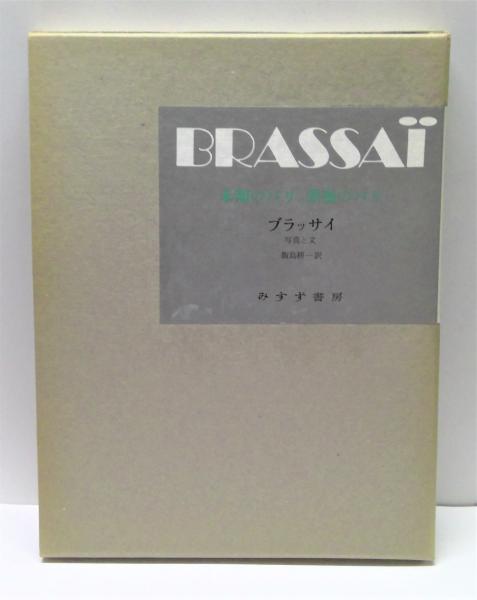 BRASSAÏ
未知のパリ、深夜のパリ
ブラッサイ
写真と文
飯島耕一訳
みすず書房